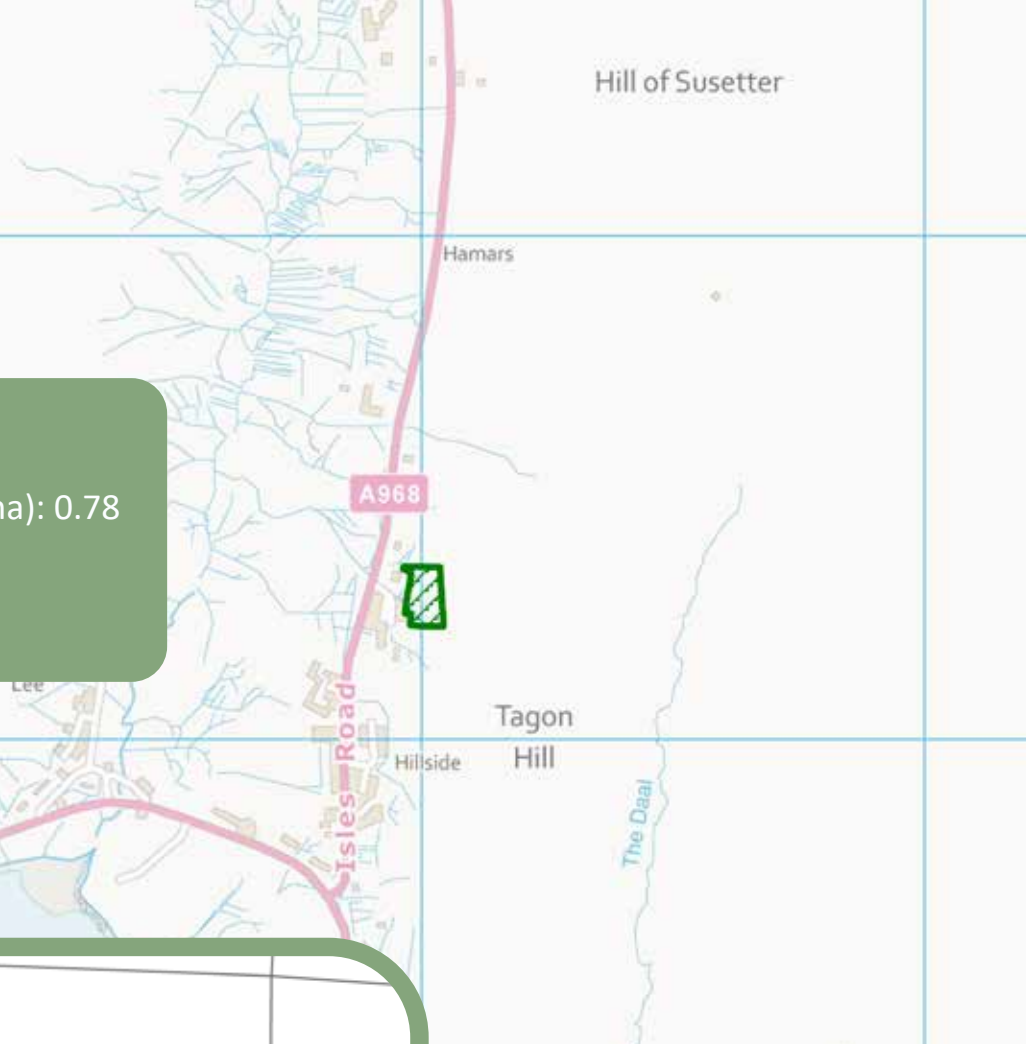 Hill of Susetter
Hamars
A968
ha): 0.78
Lee
Isles Road
Tagon
Hill
Hillside
The Daal